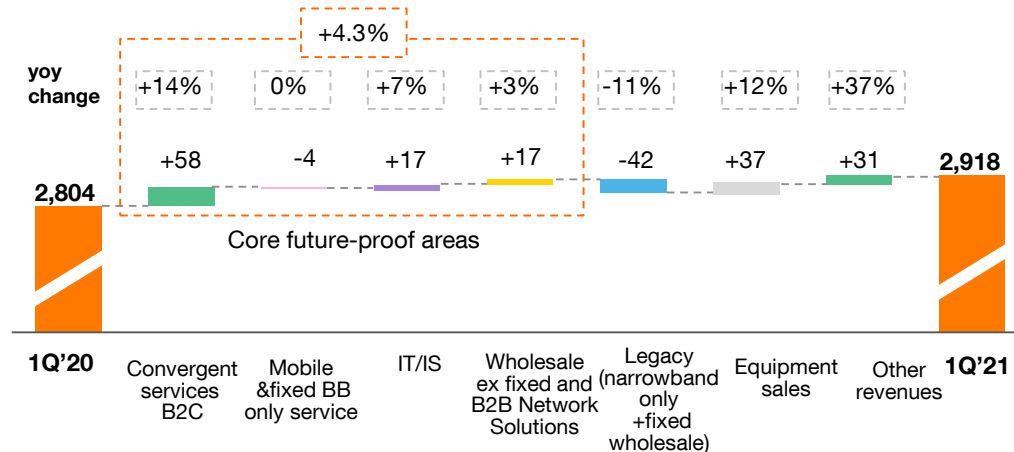 +4.3%
yoy
change
+14%
0%
+7%
+3%
-11%
+12%
+37%
+58
-4
+17
+17
-42
+37
+31
2,804
2,918
Core future-proof areas
1Q'20
Convergent
services
B2C
Mobile
&fixed BB
only service
IT/IS
Wholesale
ex fixed and
B2B Network
Solutions
Legacy
(narrowband
only
+fixed
wholesale)
Equipment
sales
Other
revenues
1Q'21